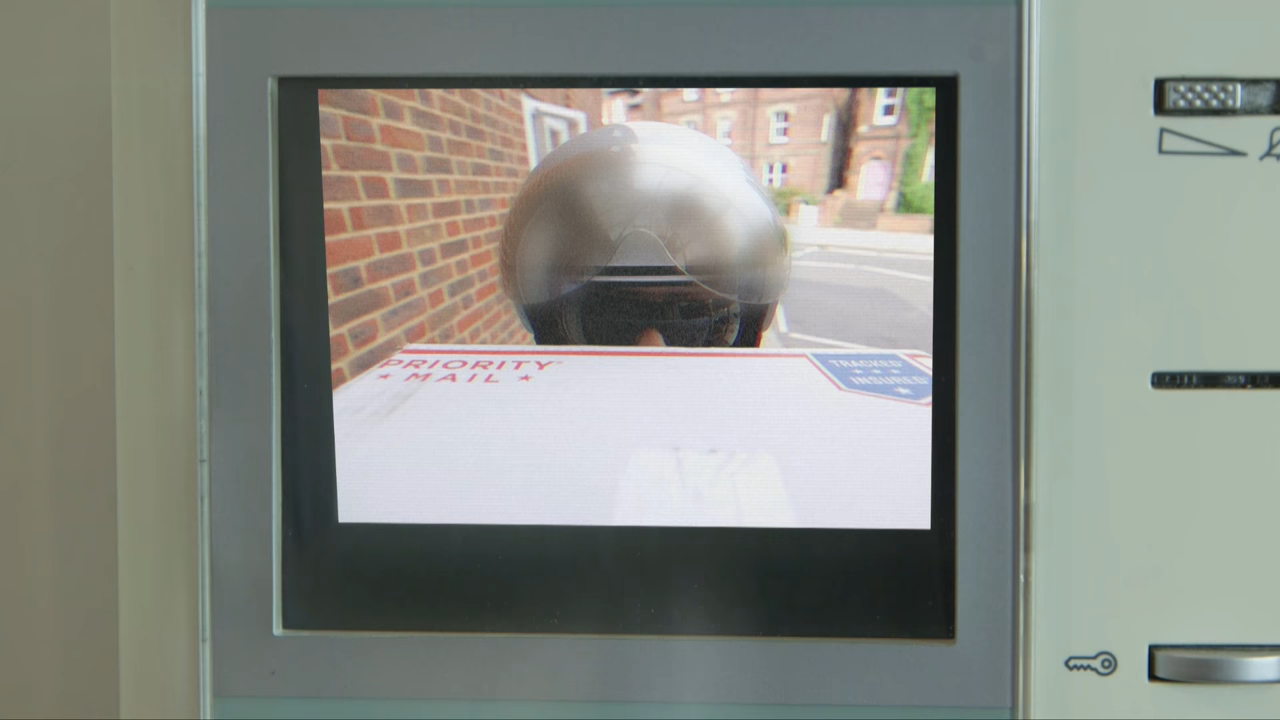 PRIORITY
★ MAIL ★
TRACKED
★ ★ ★
INSURED
★